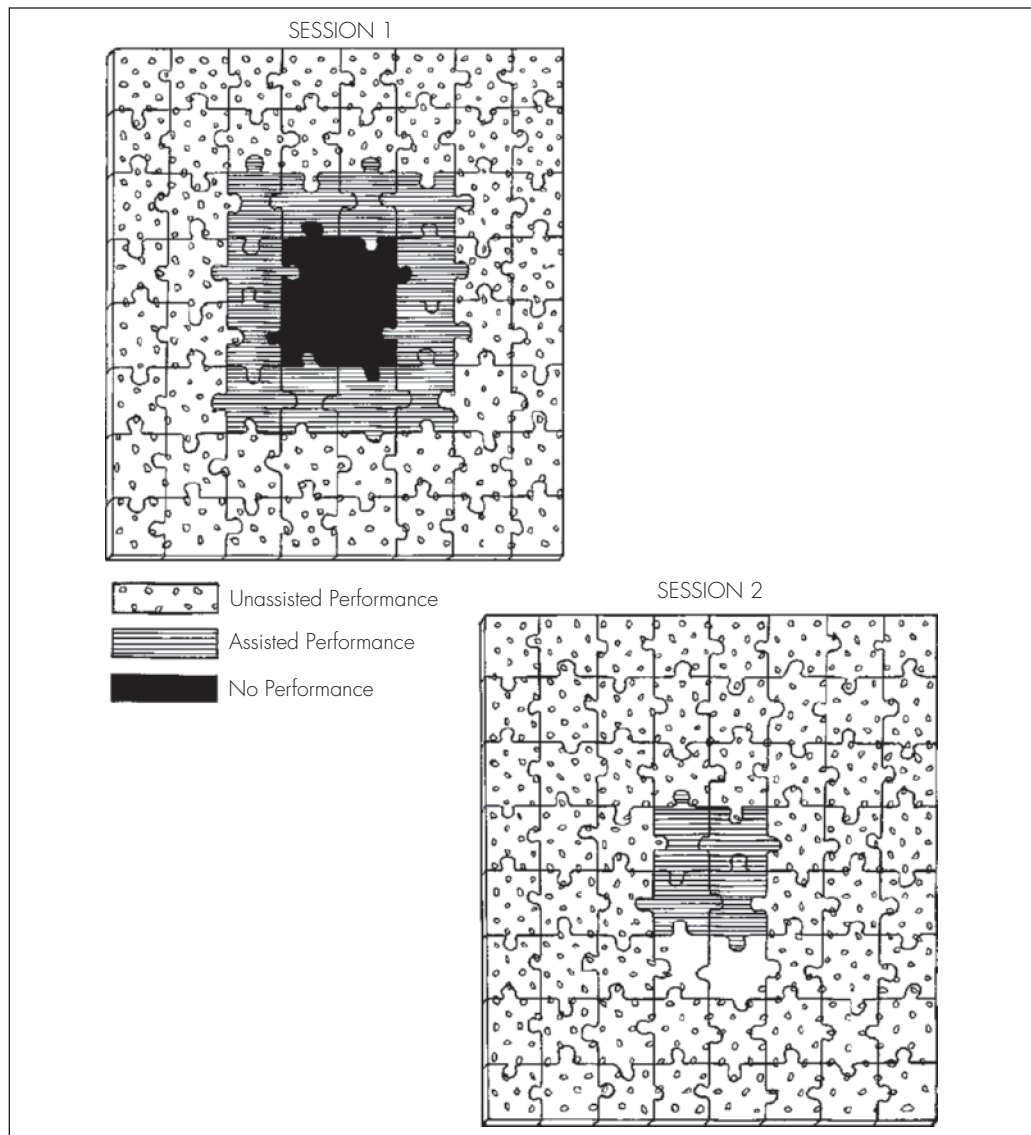 SESSION 1
Unassisted Performance
Assisted Performance
No Performance
SESSION 2